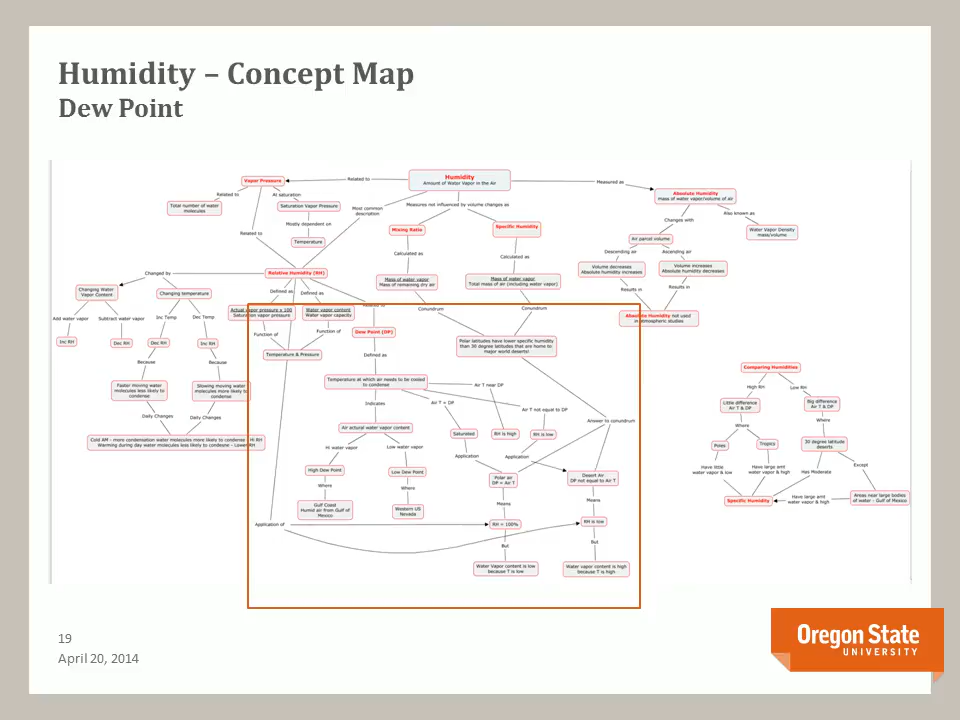 Humidity – Concept Map
Dew Point
Humidity
Amount of Water Vapor in the Air
Related to
Vapor Pressure
Measured as
Absolute Humidity
mass of water vapor/volume of air
Related to
At saturation
Total number of water
molecules
Saturation Vapor Pressure
Mostly dependent on
Temperature
Related to
Most common
description
Measures not influenced by volume changes as
Mixing Ratio
Specific Humidity
Calculated as
Calculated as
Mass of water vapor
Mass of remaining dry air
Mass of water vapor
Total mass of air (including water vapor)
Conundrum
Conundrum
Changes with
Also known as
Air parcel volume
Water Vapor Density
mass/volume
Descending air
Ascending air
Volume decreases
Absolute humidity increases
Volume increases
Absolute humidity decreases
Results in
Results in
Absolute Humidity not used
in atmospheric studies
Relative Humidity (RH)
Changed by
Changing Water
Vapor Content
Changing temperature
Add water vapor
Subtract water vapor
Inc Temp
Dec Temp
Inc RH
Dec RH
Dec RH
Inc RH
Because
Because
Faster moving water
molecules less likely to
condense
Slowing moving water
molecules more likely to
condense
Daily Changes
Daily Changes
Cold AM - more condensation water molecules more likely to condense - Hi RH
Warming during day water molecules less likely to condense - Lower RH
Defined as
Defined as
Related to
Actual vapor pressure x 100
Saturation vapor pressure
Water vapor content
Water vapor capacity
Function of
Function of
Temperature & Pressure
Dew Point (DP)
Defined as
Temperature at which air needs to be cooled
to condense
Polar latitudes have lower specific humidity
than 30 degree latitudes that are home to
major world deserts!
Indicates
Air T = DP
Air T near DP
Air T not equal to DP
Answer to conundrum
Air actural water vapor content
Saturated
RH is high
RH is low
Hi water vapor
Low water vapor
Application
Application
High Dew Point
Low Dew Point
Polar air
DP = Air T
Desert Air
DP not equal to Air T
Where
Where
Gulf Coast
Humid air from Gulf of
Mexico
Western US
Nevada
Means
Means
Application of
RH = 100%
RH is low
But
But
Water Vapor content is low
because T is low
Water vapor content is high
because T is high
Comparing Humidities
High RH
Low RH
Little difference
Air T & DP
Big difference
Air T & DP
Where
Where
Poles
Tropics
30 degree latitude
deserts
Have little
water vapor & low
Have large amt
water vapor & high
Has Moderate
Except
Specific Humidity
Have large amt
water vapor & high
Areas near large bodies
of water - Gulf of Mexico
19
April 20, 2014
Oregon State
UNIVERSITY